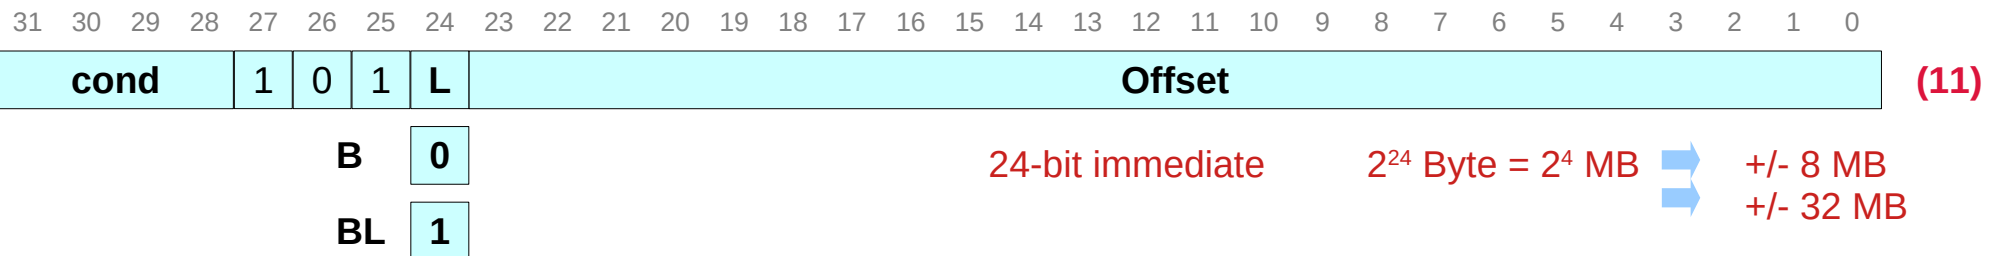 31 30 29 28 27 26 25 24 23 22 21 20 19 18 17 16 15 14 13 12 11 10 9 8 7 6 5 4 3 2 1 0
cond 1 0 1 L Offset (11)
B 0 24-bit immediate 2²⁴ Byte = 2⁴ MB +/- 8 MB
+/- 32 MB
BL 1